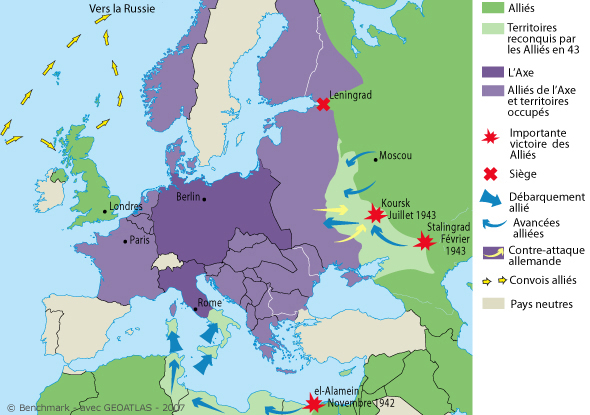 Vers la Russie
Leningrad
Moscou
Koursk
Juillet 1943
Stalingrad
Février
1943
Berlin
Londres
Paris
Rome
el-Alamein
Novembre 1942
© Benchmark - avec GEOATLAS - 2007
Alliés
Territoires
reconquis par
les Alliés en 43
L'Axe
Alliés de l'Axe
et territoires
occupés
Importante
victoire des
Alliés
Siège
Débarquement
allié
Avancées
alliées
Contre-attaque
allemande
Convois alliés
Pays neutres